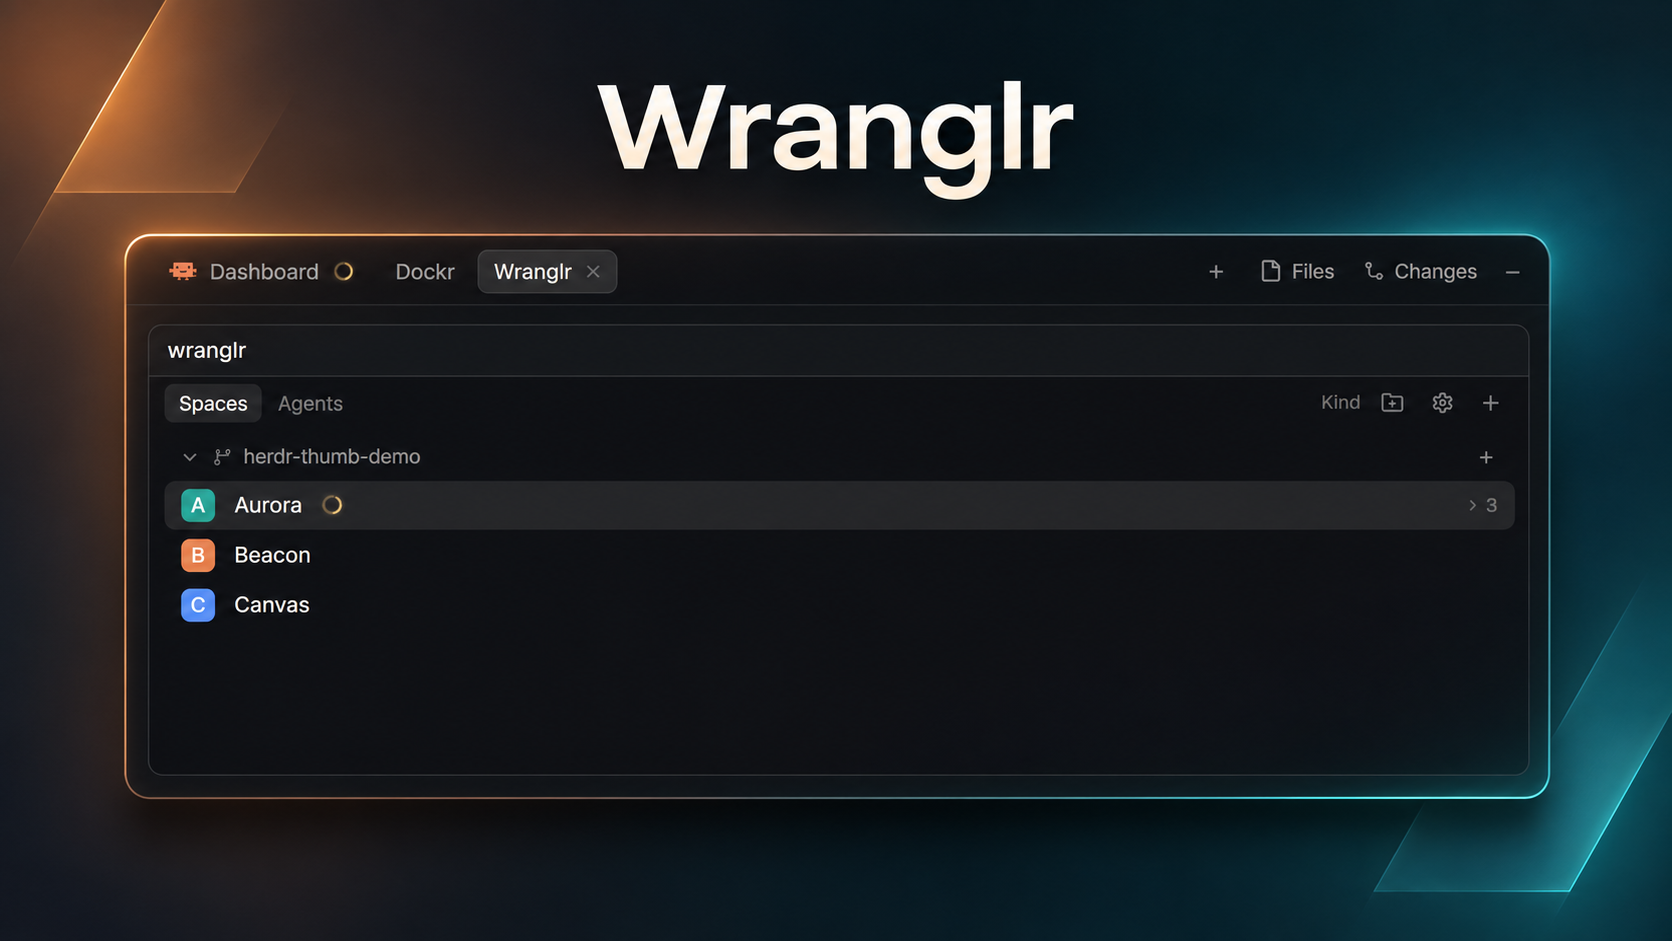 Wranglr
Dashboard Dockr Wranglr Files Changes
wranglr
Spaces Agents Kind
herdr-thumb-demo
A Aurora 3
B Beacon
C Canvas